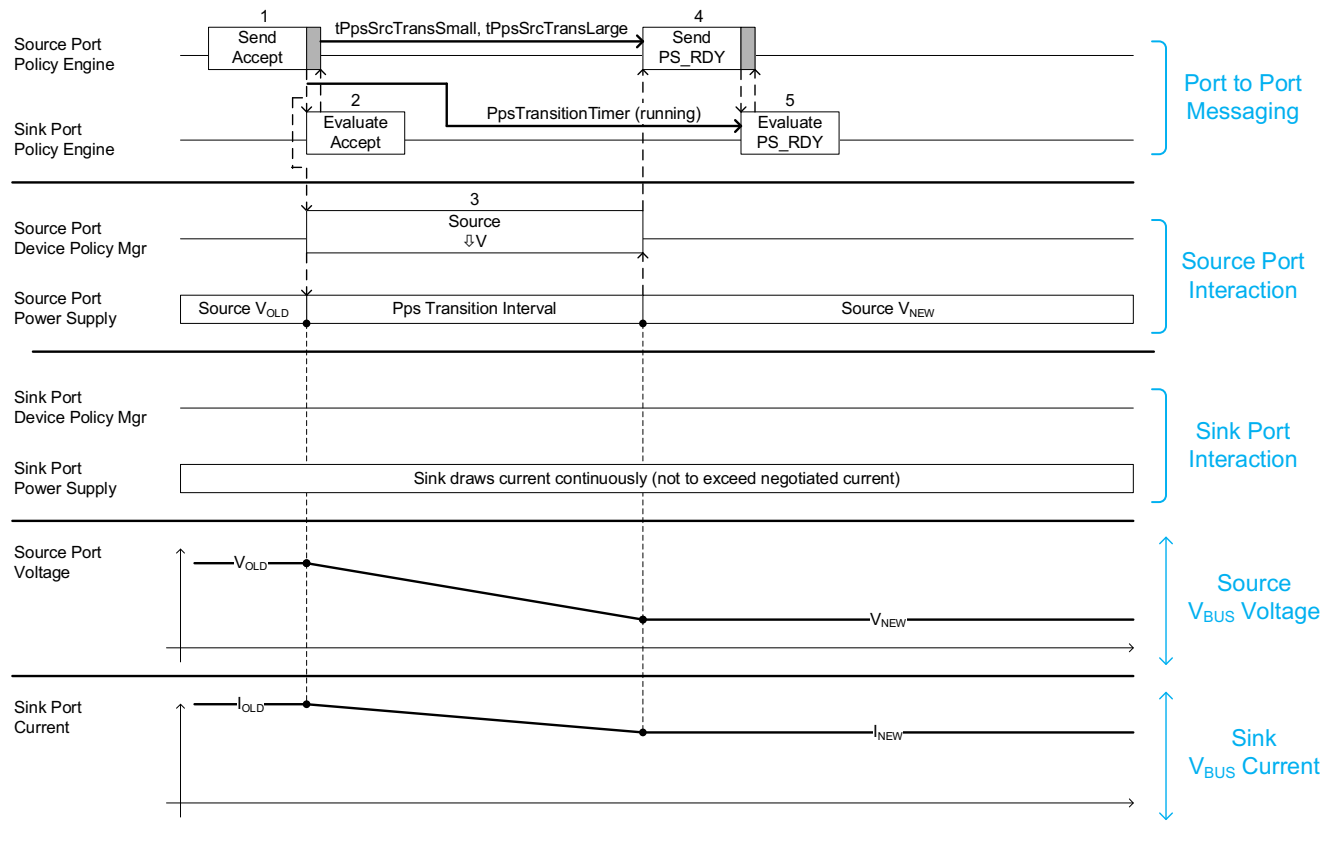 1
Send
Accept
tPpsSrcTransSmall, tPpsSrcTransLarge
4
Send
PS_RDY
Source Port
Policy Engine
2
Evaluate
Accept
PpsTransitionTimer (running)
5
Evaluate
PS_RDY
Sink Port
Policy Engine
Port to Port
Messaging
3
Source
⇩V
Source Port
Device Policy Mgr
Source Port
Power Supply
Source VOLD
Pps Transition Interval
Source VNEW
Source Port
Interaction
Sink Port
Device Policy Mgr
Sink Port
Power Supply
Sink draws current continuously (not to exceed negotiated current)
Sink Port
Interaction
Source Port
Voltage
VOLD
VNEW
Source
VBUS Voltage
Sink Port
Current
IOLD
INEW
Sink
VBUS Current